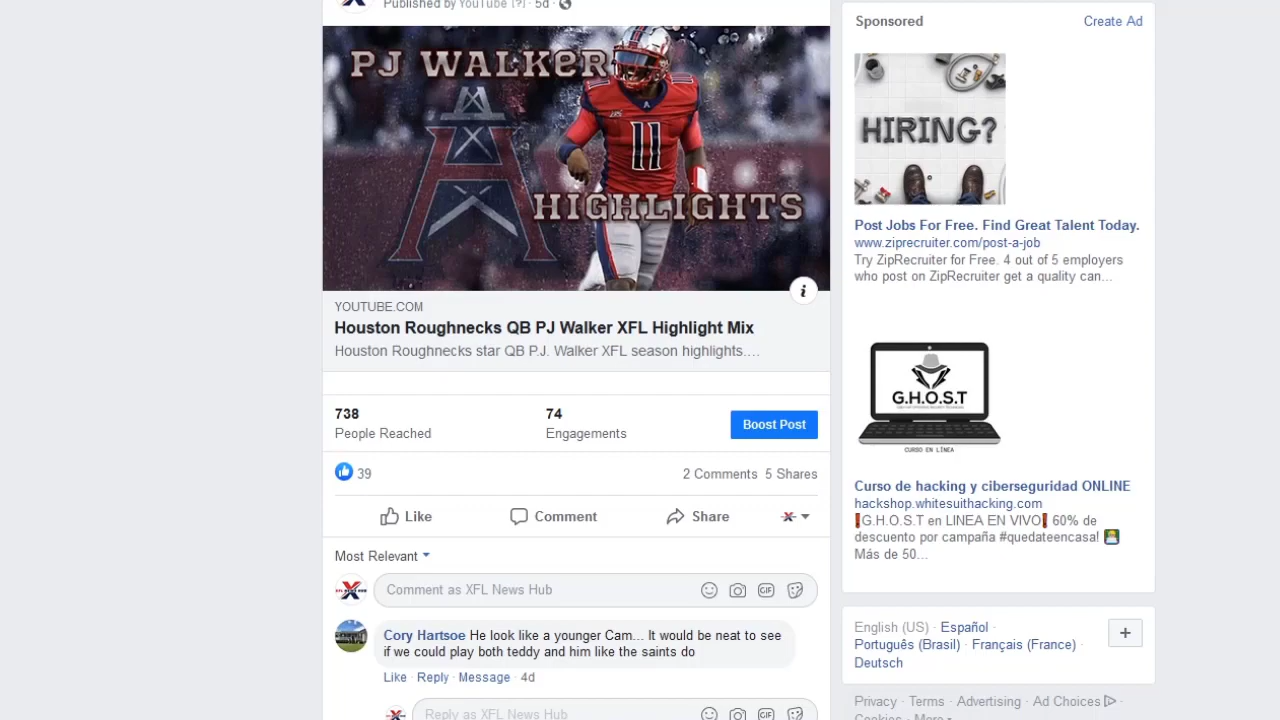 Published by YouTube [?] · 5d ·
PJ WALKER
11
HIGHLIGHTS
YOUTUBE.COM
Houston Roughnecks QB PJ Walker XFL Highlight Mix
Houston Roughnecks star QB P.J. Walker XFL season highlights....
738
People Reached
74
Engagements
Boost Post
39
2 Comments 5 Shares
Like
Comment
Share
Most Relevant
Comment as XFL News Hub
GIF
Cory Hartsoe He look like a younger Cam... It would be neat to see
if we could play both teddy and him like the saints do
Like · Reply · Message · 4d
Reply as XFL News Hub
GIF
Sponsored
Create Ad
HIRING?
Post Jobs For Free. Find Great Talent Today.
www.ziprecruiter.com/post-a-job
Try ZipRecruiter for Free. 4 out of 5 employers
who post on ZipRecruiter get a quality can...
G.H.O.S.T
CURSO EN LÍNEA
Curso de hacking y ciberseguridad ONLINE
hackshop.whitesuithacking.com
❗G.H.O.S.T en LINEA EN VIVO❗ 60% de
descuento por campaña #quedateencasa!
Más de 50...
English (US) · Español ·
Português (Brasil) · Français (France) ·
Deutsch
+
Privacy · Terms · Advertising · Ad Choices ·
Cookies · More